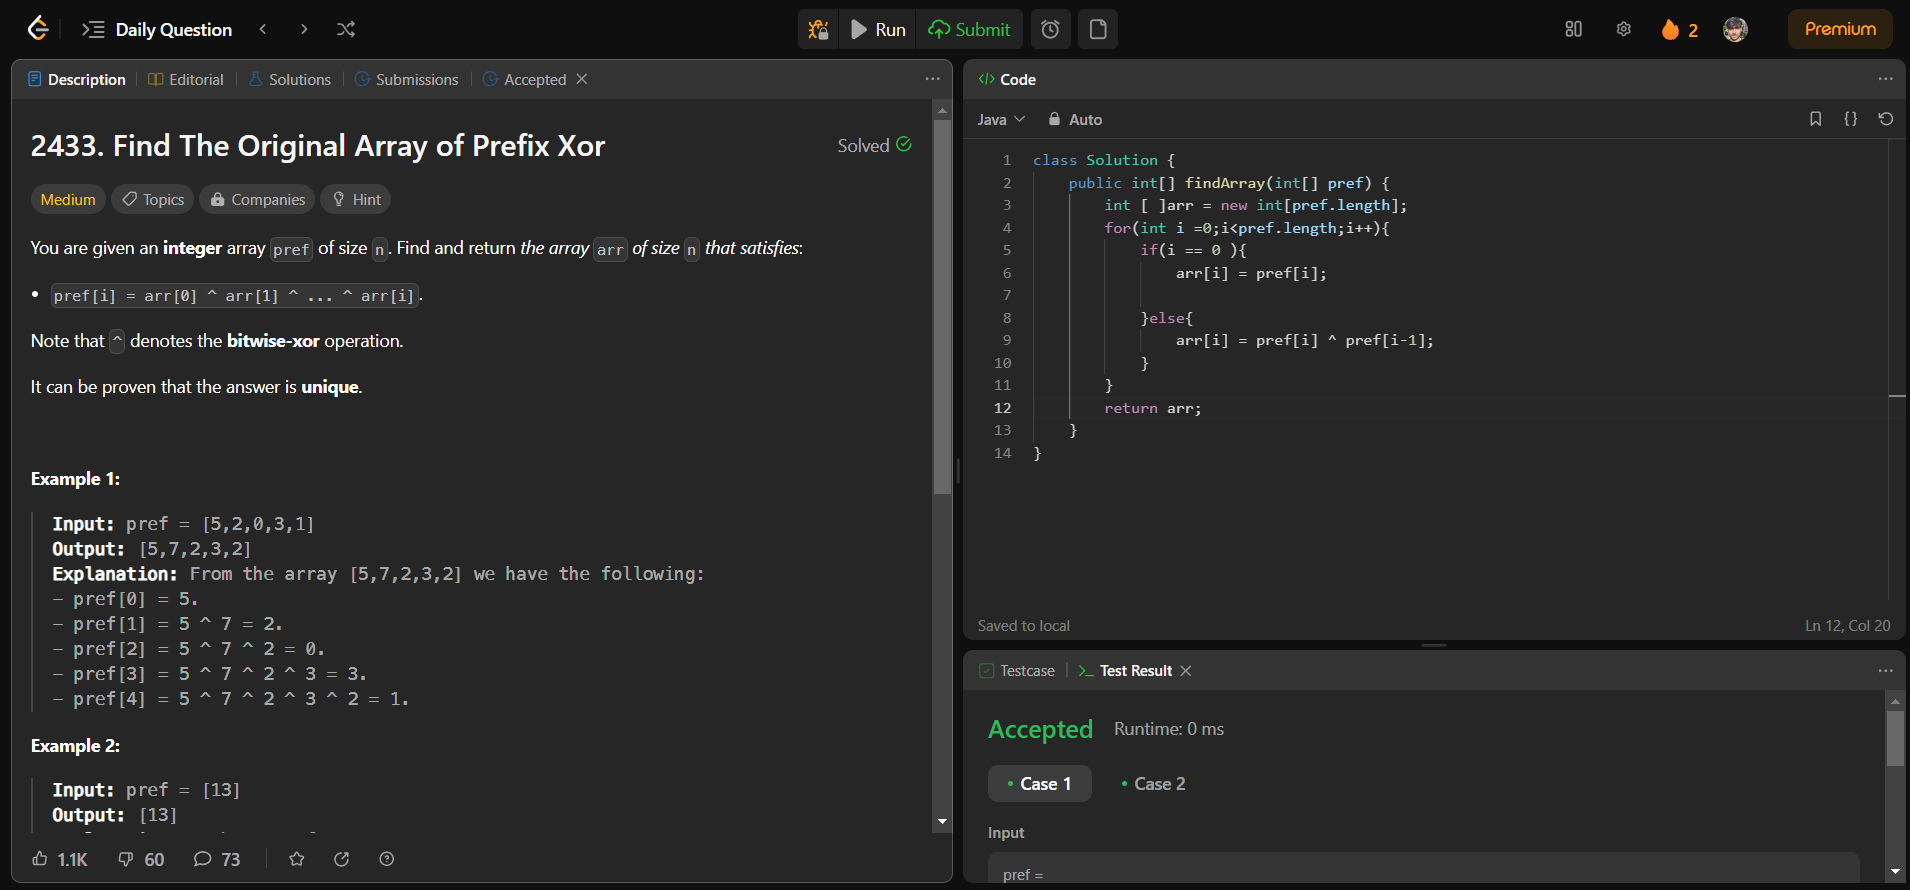 Daily Question
Run
Submit
2
Premium
Description
Editorial
Solutions
Submissions
Accepted
2433. Find The Original Array of Prefix Xor
Solved
Medium
Topics
Companies
Hint
You are given an integer array pref of size n. Find and return the array arr of size n that satisfies:
• pref[i] = arr[0] ^ arr[1] ^ ... ^ arr[i].
Note that ^ denotes the bitwise-xor operation.
It can be proven that the answer is unique.
Example 1:
Input: pref = [5,2,0,3,1]
Output: [5,7,2,3,2]
Explanation: From the array [5,7,2,3,2] we have the following:
- pref[0] = 5.
- pref[1] = 5 ^ 7 = 2.
- pref[2] = 5 ^ 7 ^ 2 = 0.
- pref[3] = 5 ^ 7 ^ 2 ^ 3 = 3.
- pref[4] = 5 ^ 7 ^ 2 ^ 3 ^ 2 = 1.
Example 2:
Input: pref = [13]
Output: [13]
1.1K
60
73
</> Code
Java
Auto
1 class Solution {
2     public int[] findArray(int[] pref) {
3         int [ ]arr = new int[pref.length];
4         for(int i =0;i<pref.length;i++){
5             if(i == 0 ){
6                 arr[i] = pref[i];
7
8             }else{
9                 arr[i] = pref[i] ^ pref[i-1];
10             }
11         }
12         return arr;
13     }
14 }
Saved to local
Ln 12, Col 20
Testcase
>_ Test Result
Accepted
Runtime: 0 ms
• Case 1
• Case 2
Input
pref =